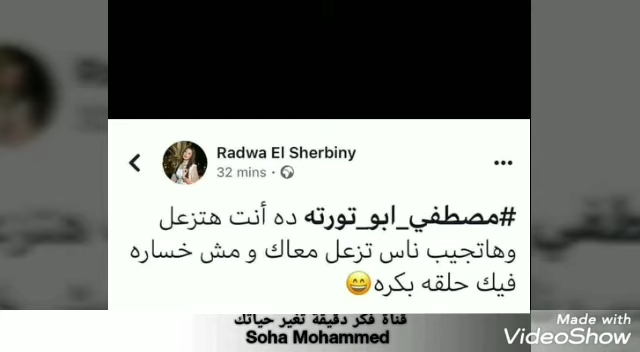 Radwa El Sherbiny
32 mins ·
#مصطفي_ابو_تورته ده أنت هتزعل
وهاتجيب ناس تزعل معاك و مش خساره
فيك حلقه بكره😄
قناة فكر دقيقة تغير حياتك
Soha Mohammed
Made with
VideoShow